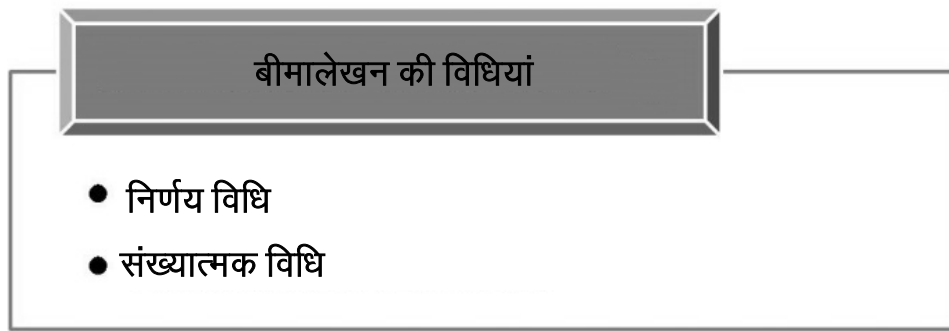 बीमालेखन की विधियां
निर्णय विधि
संख्यात्मक विधि